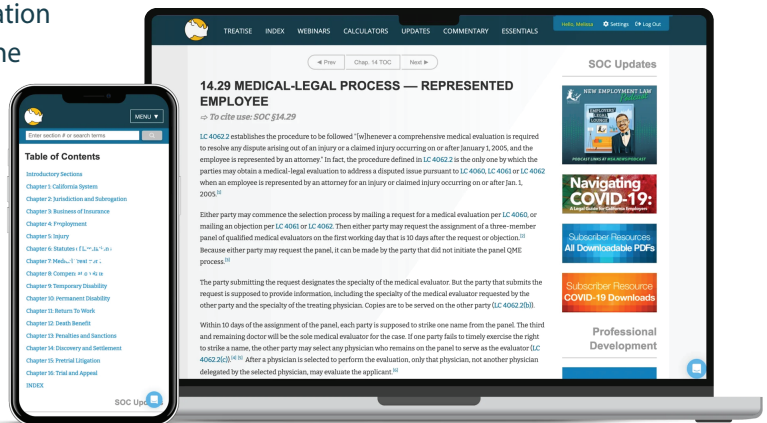 ation
ne
MENU ▼
Enter section # or search terms
Table of Contents
Introductory Sections
Chapter 1: California System
Chapter 2: Jurisdiction and Subrogation
Chapter 3: Business of Insurance
Chapter 4: Employment
Chapter 5: Injury
Chapter 6: Statutes
Chapter 7:
Chapter 8:
Chapter 9: Temporary Disability
Chapter 10: Permanent Disability
Chapter 11: Return To Work
Chapter 12: Death Benefit
Chapter 13: Penalties and Sanctions
Chapter 14: Discovery and Settlement
Chapter 15: Pretrial Litigation
Chapter 16: Trial and Appeal
INDEX
SOC
TREATISE INDEX WEBINARS CALCULATORS UPDATES COMMENTARY ESSENTIALS
Hello, Melissa Settings Log Out
◄ Prev Chap. 14 TOC Next ►
14.29 MEDICAL-LEGAL PROCESS — REPRESENTED
EMPLOYEE
⇨ To cite use: SOC §14.29
LC 4062.2 establishes the procedure to be followed "[w]henever a comprehensive medical evaluation is required
to resolve any dispute arising out of an injury or a claimed injury occurring on or after January 1, 2005, and the
employee is represented by an attorney." In fact, the procedure defined in LC 4062.2 is the only one by which the
parties may obtain a medical-legal evaluation to address a disputed issue pursuant to LC 4060, LC 4061 or LC 4062
when an employee is represented by an attorney for an injury or claimed injury occurring on or after Jan. 1,
2005.[1]
Either party may commence the selection process by mailing a request for a medical evaluation per LC 4060, or
mailing an objection per LC 4061 or LC 4062. Then either party may request the assignment of a three-member
panel of qualified medical evaluators on the first working day that is 10 days after the request or objection.
Because either party may request the panel, it can be made by the party that did not initiate the panel QME
process.
The party submitting the request designates the specialty of the medical evaluator. But the party that submits the
request is supposed to provide information, including the specialty of the medical evaluator requested by the
other party and the specialty of the treating physician. Copies are to be served on the other party (LC 4062.2(b)).
Within 10 days of the assignment of the panel, each party is supposed to strike one name from the panel. The third
and remaining doctor will be the sole medical evaluator for the case. If one party fails to timely exercise the right
to strike a name, the other party may select any physician who remains on the panel to serve as the evaluator (LC
4062.2(c)).[4] [5] After a physician is selected to perform the evaluation, only that physician, not another physician
delegated by the selected physician, may evaluate the applicant.[6]
SOC Updates
NEW EMPLOYMENT LAW
Podcast
EMPLOYERS
LEGAL
LOUNGE
PODCAST LINKS AT
Navigating
COVID-19:
A Legal Guide for California Employers
Subscriber Resources
All Downloadable PDFs
Subscriber Resource
COVID-19 Downloads
Professional
Development